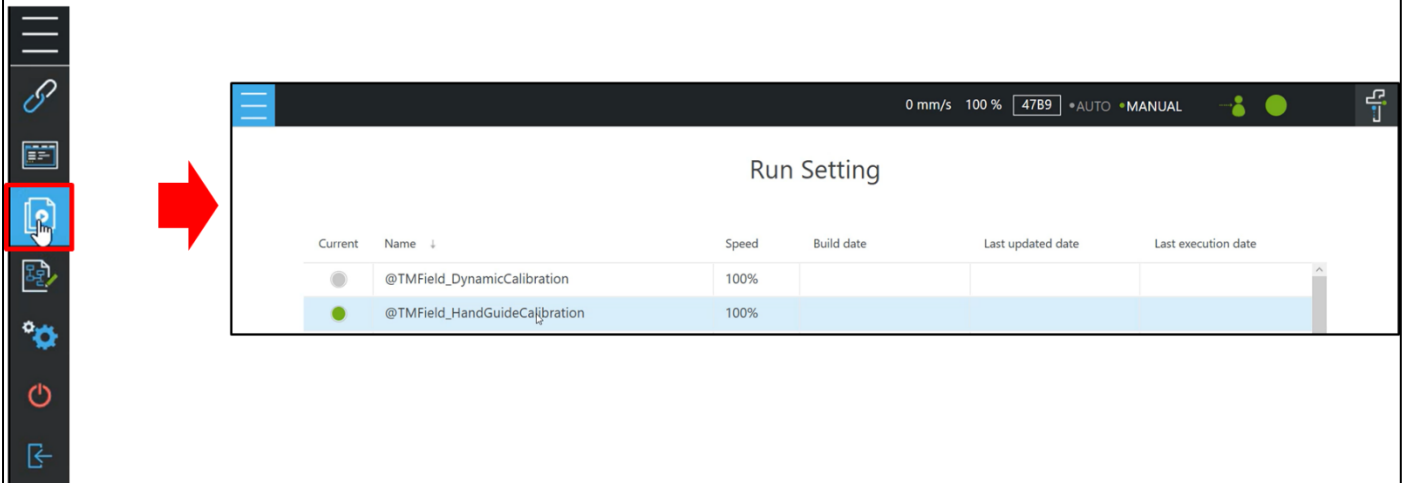 0 mm/s 100 % 47B9 AUTO MANUAL
Run Setting
Current Name ↓ Speed Build date Last updated date Last execution date
@TMField_DynamicCalibration 100%
@TMField_HandGuideCalibration 100%